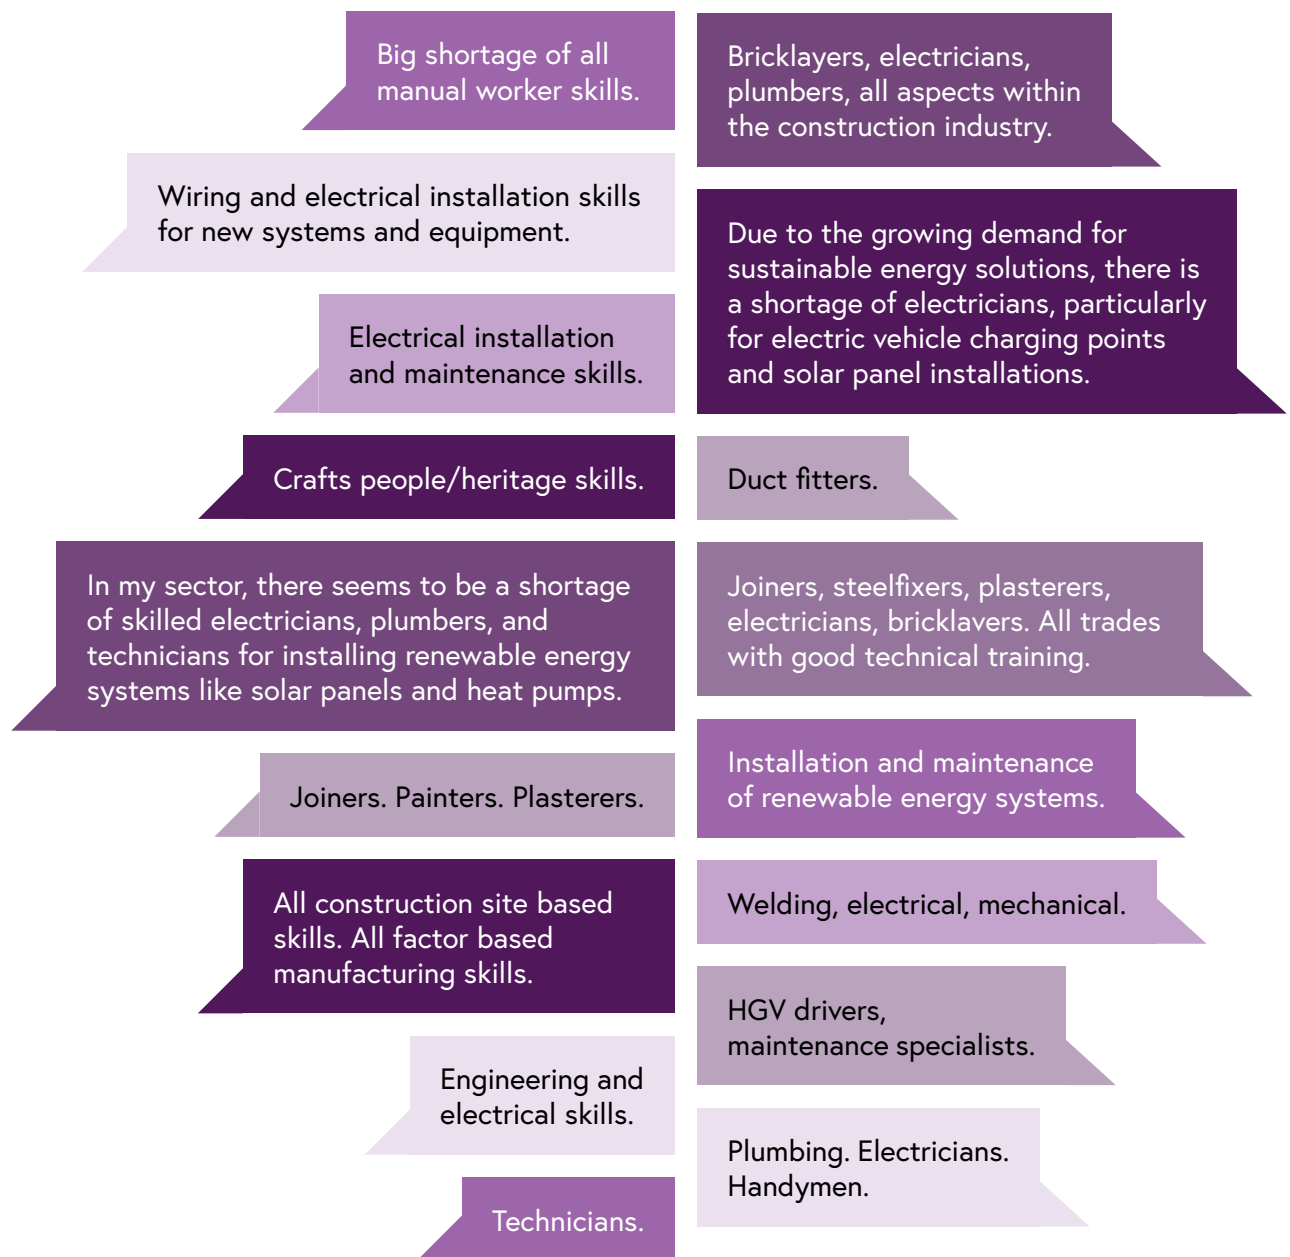 Big shortage of all
manual worker skills.
Wiring and electrical installation skills
for new systems and equipment.
Electrical installation
and maintenance skills.
Crafts people/heritage skills.
In my sector, there seems to be a shortage
of skilled electricians, plumbers, and
technicians for installing renewable energy
systems like solar panels and heat pumps.
Joiners. Painters. Plasterers.
All construction site based
skills. All factor based
manufacturing skills.
Engineering and
electrical skills.
Technicians.
Bricklayers, electricians,
plumbers, all aspects within
the construction industry.
Due to the growing demand for
sustainable energy solutions, there is
a shortage of electricians, particularly
for electric vehicle charging points
and solar panel installations.
Duct fitters.
Joiners, steelfixers, plasterers,
electricians, bricklavers. All trades
with good technical training.
Installation and maintenance
of renewable energy systems.
Welding, electrical, mechanical.
HGV drivers,
maintenance specialists.
Plumbing. Electricians.
Handymen.